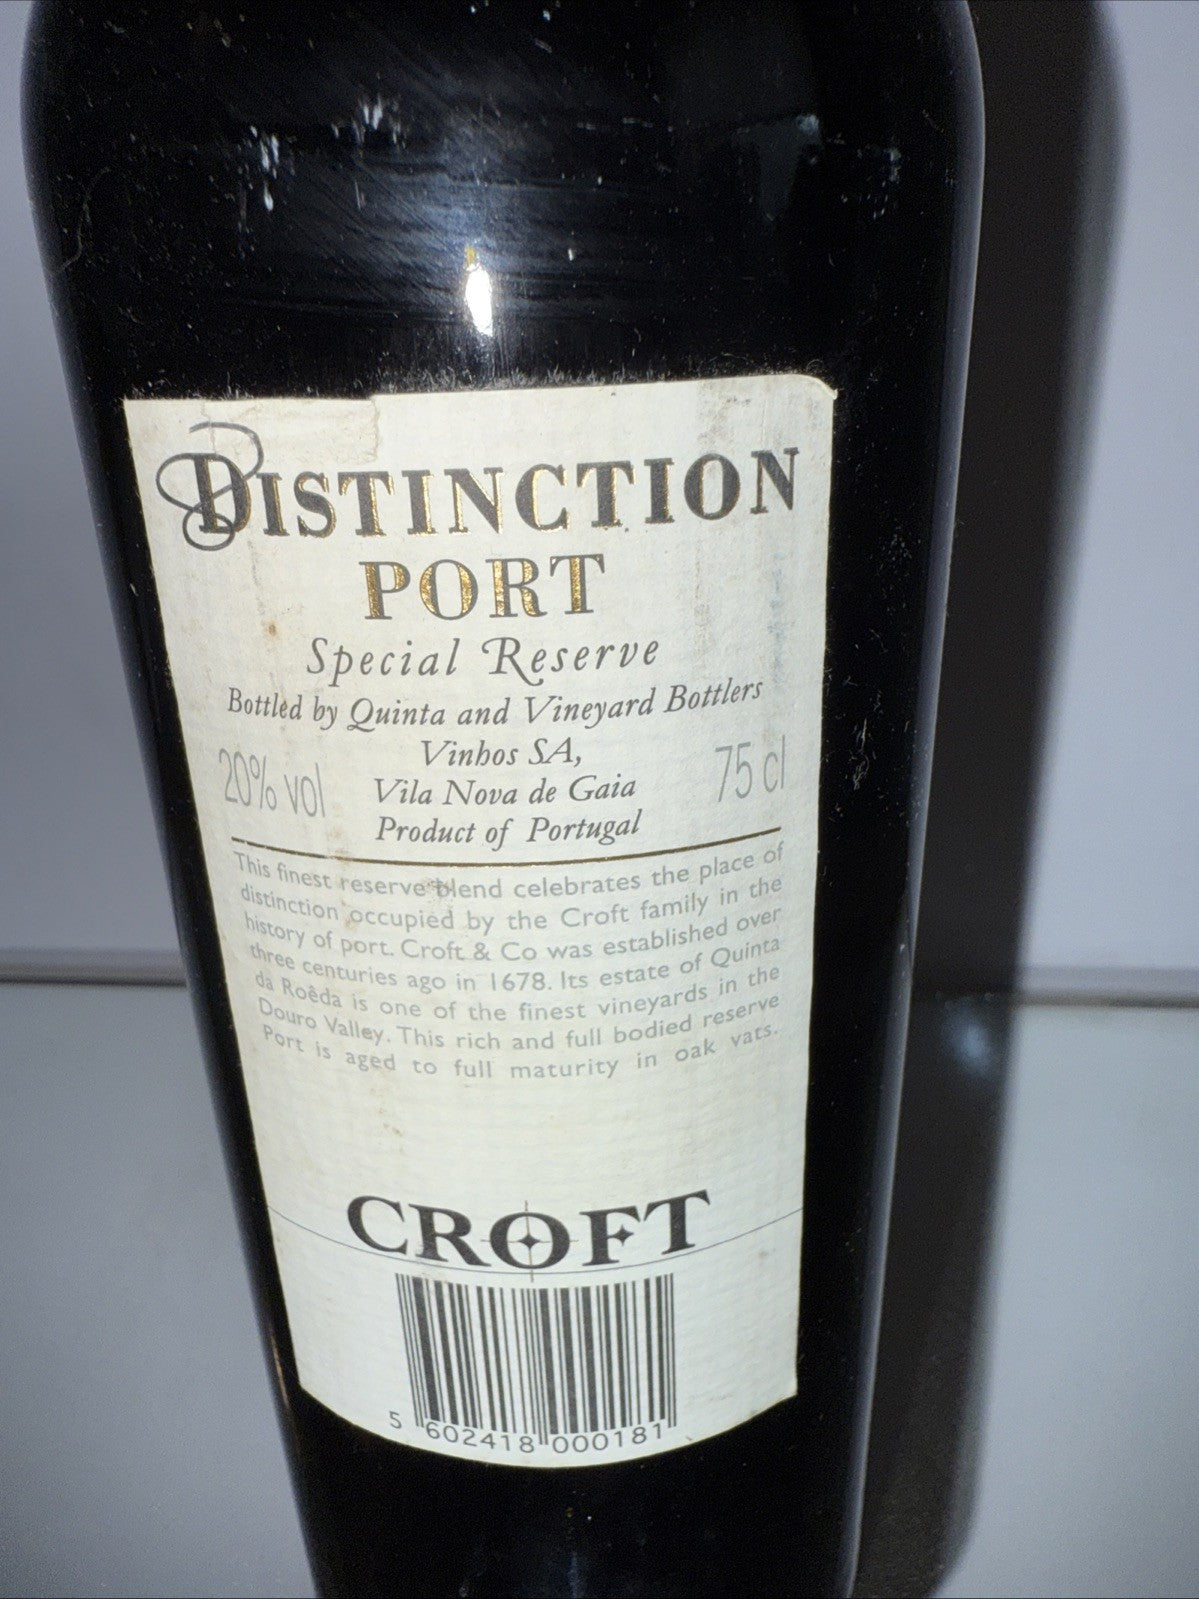 DISTINCTION
PORT
Special Reserve
Bottled by Quinta and Vineyard Bottlers
Vinhos SA,
20% vol
Vila Nova de Gaia
75 cl
Product of Portugal
This finest reserve blend celebrates the place of
distinction occupied by the Croft family in the
history of port. Croft & Co was established over
three centuries ago in 1678. Its estate of Quinta
da Roêda is one of the finest vineyards in the
Douro Valley. This rich and full bodied reserve
Port is aged to full maturity in oak vats.
CROFT
5 602418 000181